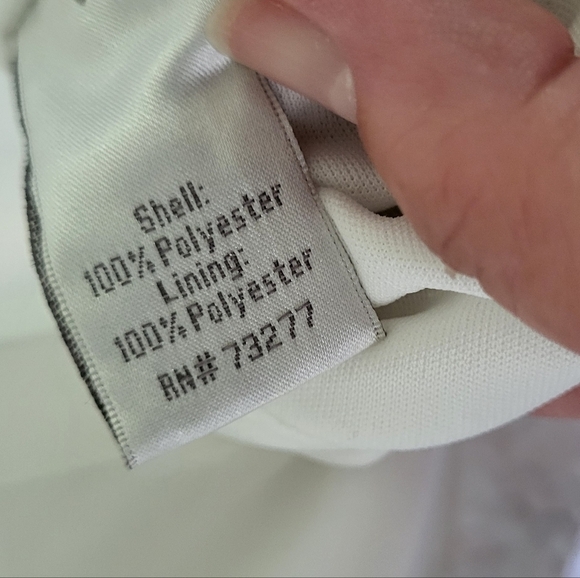 Shell:
100% Polyester
Lining:
100% Polyester
RN# 73277